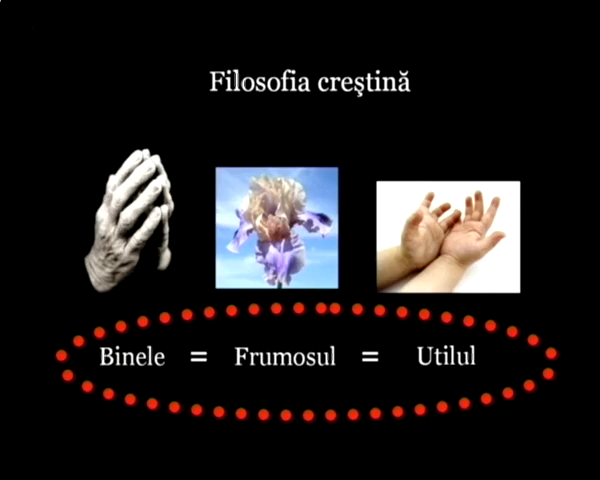 Filosofia creştină
Binele = Frumosul = Utilul